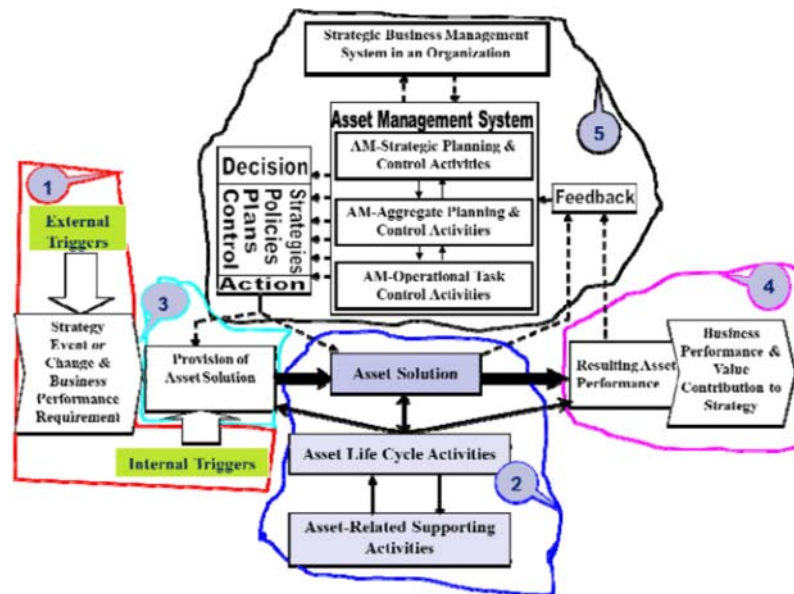 Strategic Business Management
System in an Organization
5
Asset Management System
AM-Strategic Planning &
Control Activities
Decision
Strategies
Policies
Plans
Control
Action
Feedback
AM-Aggregate Planning &
Control Activities
AM-Operational Task
Control Activities
1
External
Triggers
3
4
Strategy
Event or
Change &
Business
Performance
Requirement
Provision of
Asset Solution
Asset Solution
Resulting Asset
Performance
Business
Performance &
Value
Contribution to
Strategy
Internal Triggers
Asset Life Cycle Activities
2
Asset-Related Supporting
Activities